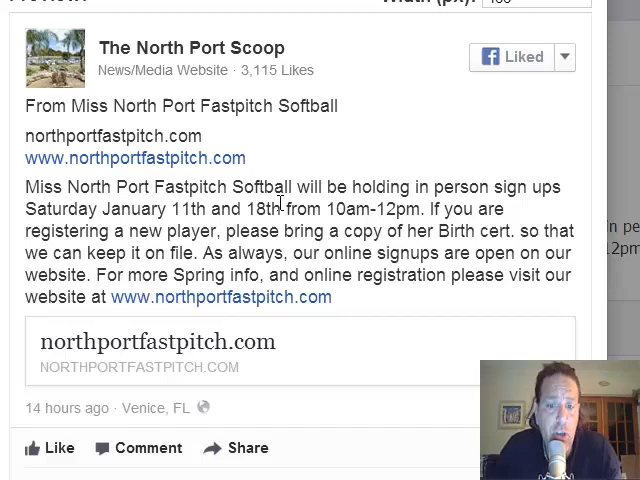 The North Port Scoop
News/Media Website · 3,115 Likes
Liked
From Miss North Port Fastpitch Softball
northportfastpitch.com
www.northportfastpitch.com
Miss North Port Fastpitch Softball will be holding in person sign ups
Saturday January 11th and 18th from 10am-12pm. If you are
registering a new player, please bring a copy of her Birth cert. so that
we can keep it on file. As always, our online signups are open on our
website. For more Spring info, and online registration please visit our
website at www.northportfastpitch.com
northportfastpitch.com
NORTHPORTFASTPITCH.COM
14 hours ago · Venice, FL
Like Comment Share
in pe
2pm